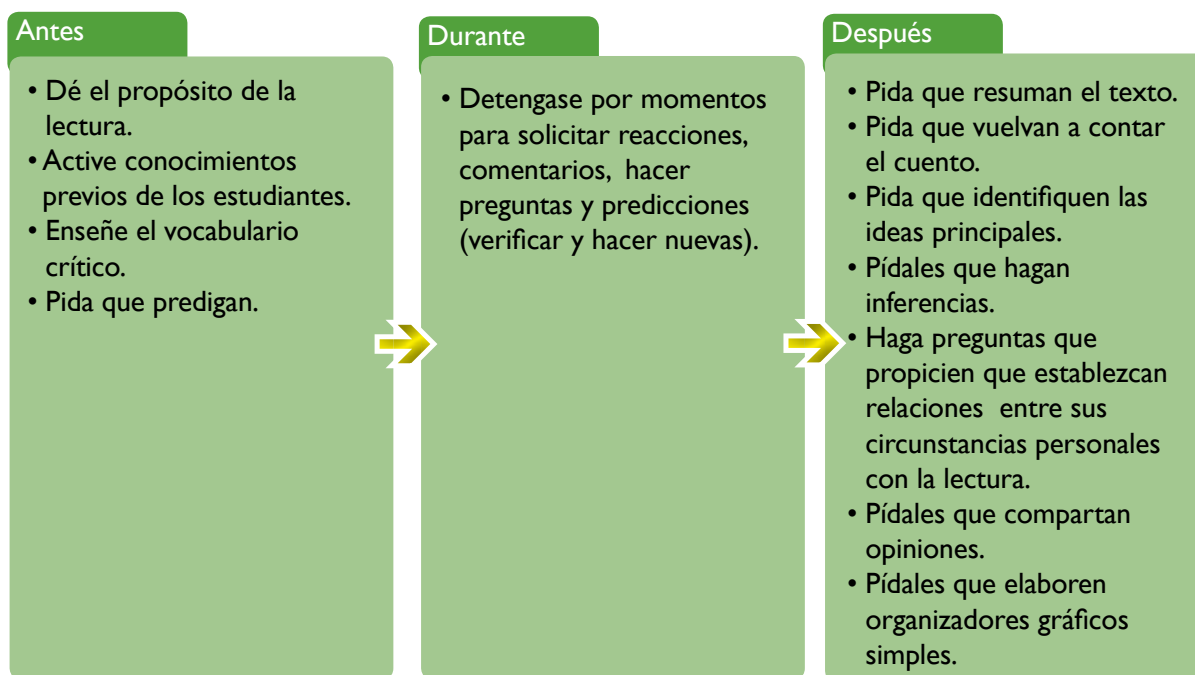 Antes
• Dé el propósito de la
lectura.
• Active conocimientos
previos de los estudiantes.
• Enseñe el vocabulario
crítico.
• Pida que predigan.
Durante
• Detengase por momentos
para solicitar reacciones,
comentarios, hacer
preguntas y predicciones
(verificar y hacer nuevas).
Después
• Pida que resuman el texto.
• Pida que vuelvan a contar
el cuento.
• Pida que identifiquen las
ideas principales.
• Pídales que hagan
inferencias.
• Haga preguntas que
propicien que establezcan
relaciones entre sus
circunstancias personales
con la lectura.
• Pídales que compartan
opiniones.
• Pídales que elaboren
organizadores gráficos
simples.